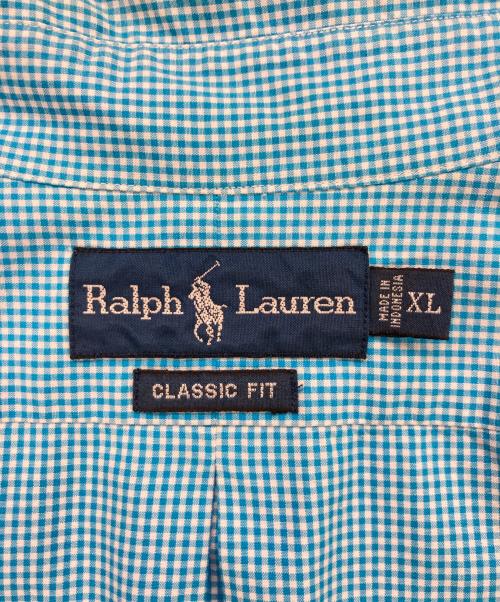 Ralph Lauren
MADE IN
INDONESIA
XL
CLASSIC FIT